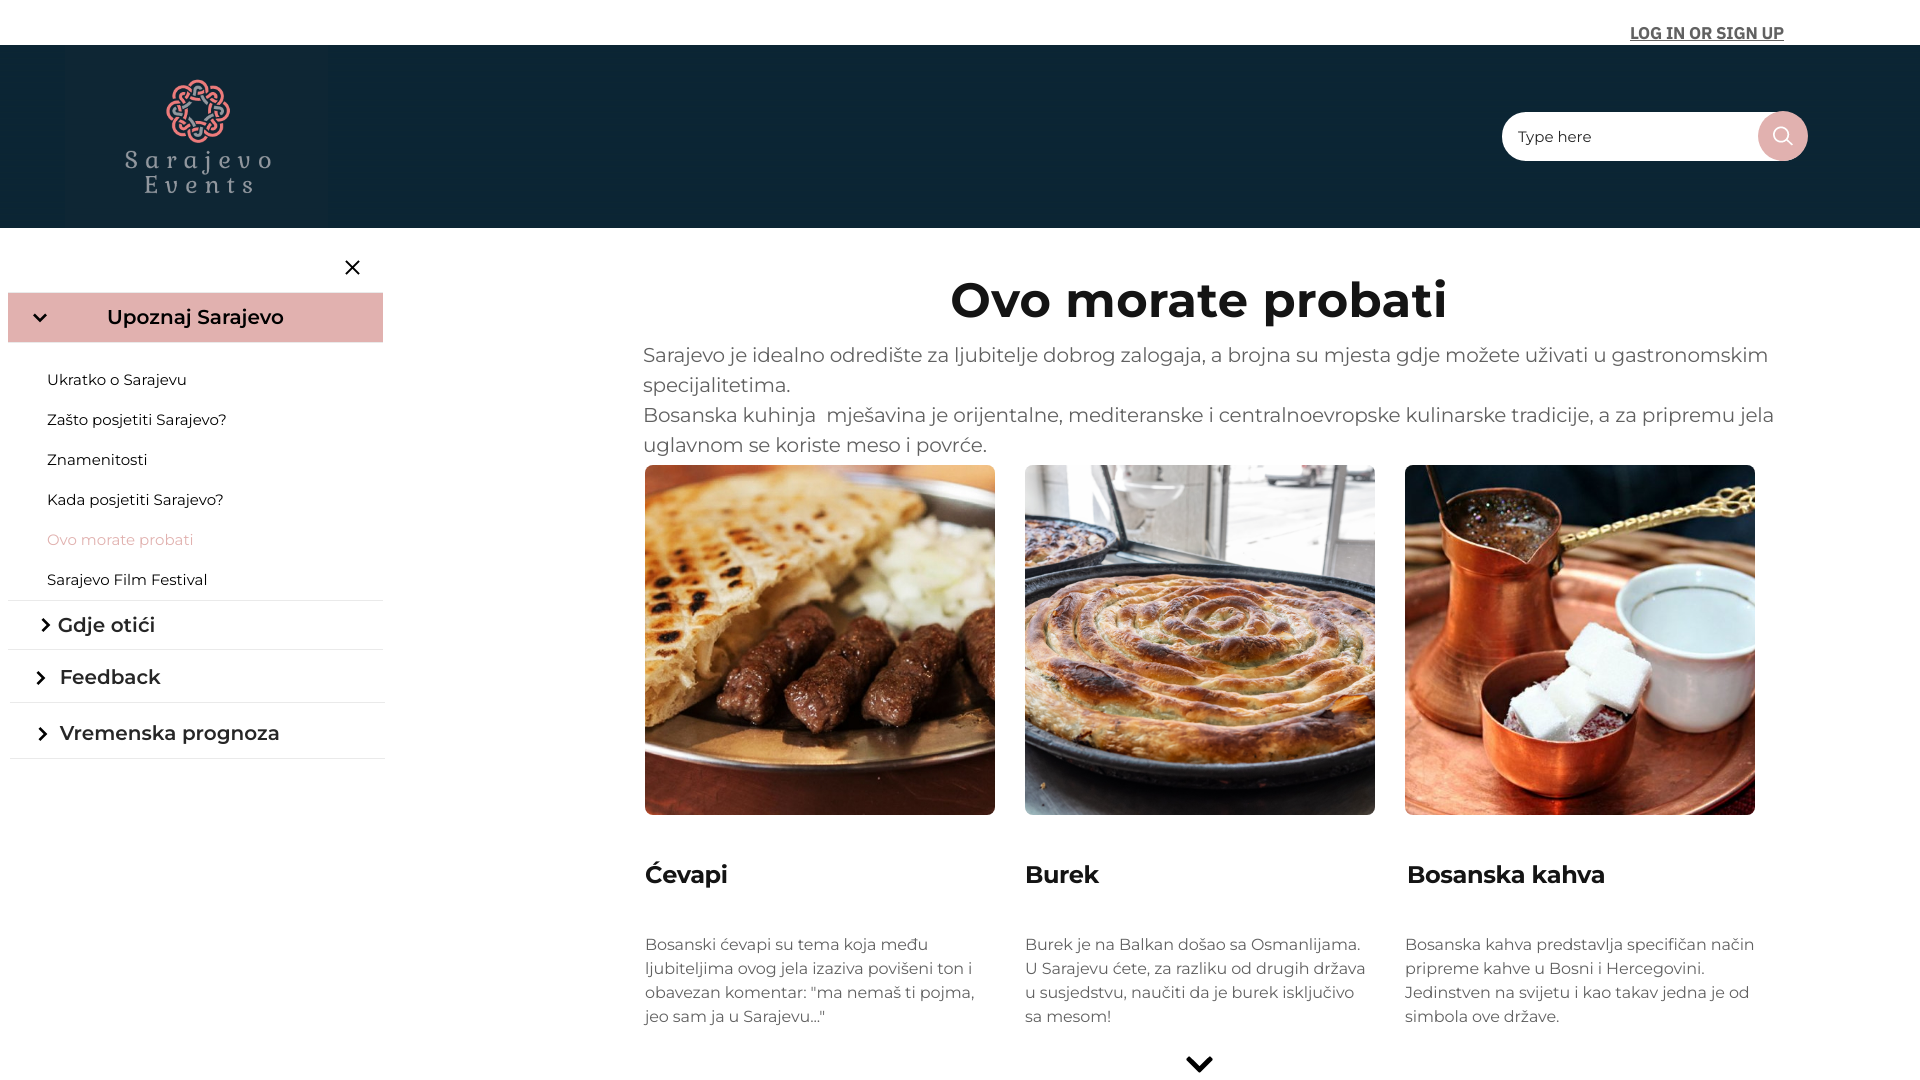 LOG IN OR SIGN UP
Sarajevo
Events
Type here
Upoznaj Sarajevo
Ukratko o Sarajevu
Zašto posjetiti Sarajevo?
Znamenitosti
Kada posjetiti Sarajevo?
Ovo morate probati
Sarajevo Film Festival
Gdje otići
Feedback
Vremenska prognoza
Ovo morate probati
Sarajevo je idealno odredište za ljubitelje dobrog zalogaja, a brojna su mjesta gdje možete uživati u gastronomskim
specijalitetima.
Bosanska kuhinja  mješavina je orijentalne, mediteranske i centralnoevropske kulinarske tradicije, a za pripremu jela
uglavnom se koriste meso i povrće.
Ćevapi
Bosanski ćevapi su tema koja među
ljubiteljima ovog jela izaziva povišeni ton i
obavezan komentar: "ma nemaš ti pojma,
jeo sam ja u Sarajevu..."
Burek
Burek je na Balkan došao sa Osmanlijama.
U Sarajevu ćete, za razliku od drugih država
u susjedstvu, naučiti da je burek isključivo
sa mesom!
Bosanska kahva
Bosanska kahva predstavlja specifičan način
pripreme kahve u Bosni i Hercegovini.
Jedinstven na svijetu i kao takav jedna je od
simbola ove države.